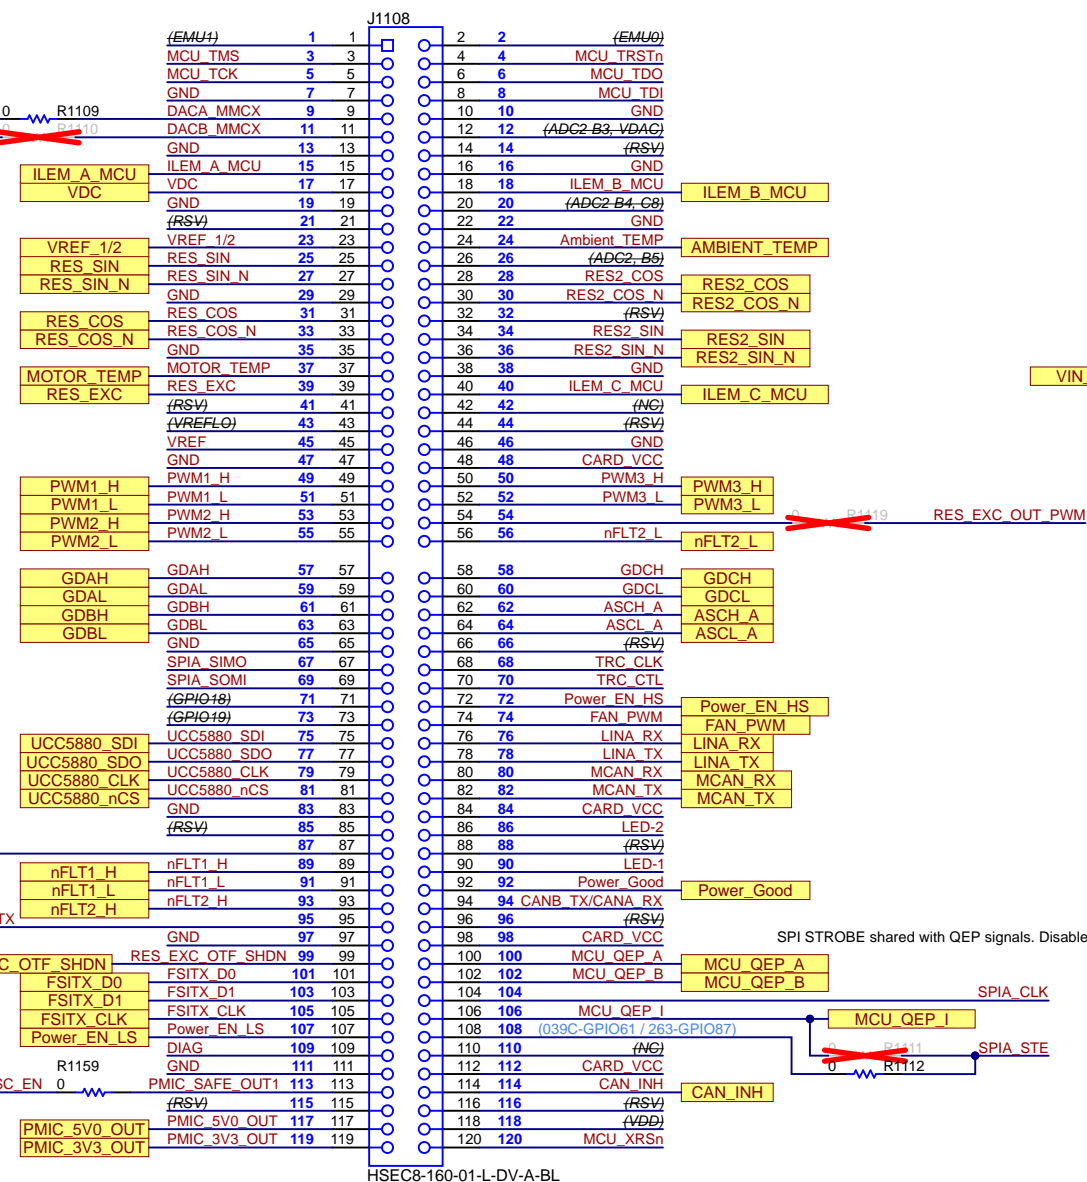 J1108
(EMU1) 1 1 2 2 (EMU0)
MCU_TMS 3 3 4 4 MCU_TRSTn
MCU_TCK 5 5 6 6 MCU_TDO
GND 7 7 8 8 MCU_TDI
0 R1109 DACA_MMCX 9 9 10 10 GND
0 R1110 DACB_MMCX 11 11 12 12 (ADC2 B3, VDAC)
GND 13 13 14 14 (RSV)
ILEM_A_MCU ILEM_A_MCU 15 15 16 16 GND
VDC VDC 17 17 18 18 ILEM_B_MCU ILEM_B_MCU
GND 19 19 20 20 (ADC2 B4, C8)
(RSV) 21 21 22 22 GND
VREF_1/2 VREF_1/2 23 23 24 24 Ambient_TEMP AMBIENT_TEMP
RES_SIN RES_SIN 25 25 26 26 (ADC2, B5)
RES_SIN_N RES_SIN_N 27 27 28 28 RES2_COS RES2_COS
GND 29 29 30 30 RES2_COS_N RES2_COS_N
RES_COS RES_COS 31 31 32 32 (RSV)
RES_COS_N RES_COS_N 33 33 34 34 RES2_SIN RES2_SIN
GND 35 35 36 36 RES2_SIN_N RES2_SIN_N
MOTOR_TEMP MOTOR_TEMP 37 37 38 38 GND VIN_
RES_EXC RES_EXC 39 39 40 40 ILEM_C_MCU ILEM_C_MCU
(RSV) 41 41 42 42 (NC)
(VREFLO) 43 43 44 44 (RSV)
VREF 45 45 46 46 GND
GND 47 47 48 48 CARD_VCC
PWM1_H PWM1_H 49 49 50 50 PWM3_H PWM3_H
PWM1_L PWM1_L 51 51 52 52 PWM3_L PWM3_L
PWM2_H PWM2_H 53 53 54 54 0 R1119 RES_EXC_OUT_PWM
PWM2_L PWM2_L 55 55 56 56 nFLT2_L nFLT2_L
GDAH GDAH 57 57 58 58 GDCH GDCH
GDAL GDAL 59 59 60 60 GDCL GDCL
GDBH GDBH 61 61 62 62 ASCH_A ASCH_A
GDBL GDBL 63 63 64 64 ASCL_A ASCL_A
GND 65 65 66 66 (RSV)
SPIA_SIMO 67 67 68 68 TRC_CLK
SPIA_SOMI 69 69 70 70 TRC_CTL
(GPIO18) 71 71 72 72 Power_EN_HS Power_EN_HS
(GPIO19) 73 73 74 74 FAN_PWM FAN_PWM
UCC5880_SDI UCC5880_SDI 75 75 76 76 LINA_RX LINA_RX
UCC5880_SDO UCC5880_SDO 77 77 78 78 LINA_TX LINA_TX
UCC5880_CLK UCC5880_CLK 79 79 80 80 MCAN_RX MCAN_RX
UCC5880_nCS UCC5880_nCS 81 81 82 82 MCAN_TX MCAN_TX
GND 83 83 84 84 CARD_VCC
(RSV) 85 85 86 86 LED-2
87 87 88 88 (RSV)
nFLT1_H nFLT1_H 89 89 90 90 LED-1
nFLT1_L nFLT1_L 91 91 92 92 Power_Good Power_Good
nFLT2_H nFLT2_H 93 93 94 94 CANB_TX/CANA_RX
TX 95 95 96 96 (RSV)
GND 97 97 98 98 CARD_VCC SPI STROBE shared with QEP signals. Disable
C_OTF_SHDN RES_EXC_OTF_SHDN 99 99 100 100 MCU_QEP_A MCU_QEP_A
FSITX_D0 FSITX_D0 101 101 102 102 MCU_QEP_B MCU_QEP_B
FSITX_D1 FSITX_D1 103 103 104 104 SPIA_CLK
FSITX_CLK FSITX_CLK 105 105 106 106 MCU_QEP_I MCU_QEP_I
Power_EN_LS Power_EN_LS 107 107 108 108 (039C-GPIO61 / 263-GPIO87)
DIAG 109 109 110 110 (NC) 0 R1111 SPIA_STE
R1159 GND 111 111 112 112 CARD_VCC 0 R1112
SC_EN 0 PMIC_SAFE_OUT1 113 113 114 114 CAN_INH CAN_INH
(RSV) 115 115 116 116 (RSV)
PMIC_5V0_OUT PMIC_5V0_OUT 117 117 118 118 (VDD)
PMIC_3V3_OUT PMIC_3V3_OUT 119 119 120 120 MCU_XRSn
HSEC8-160-01-L-DV-A-BL